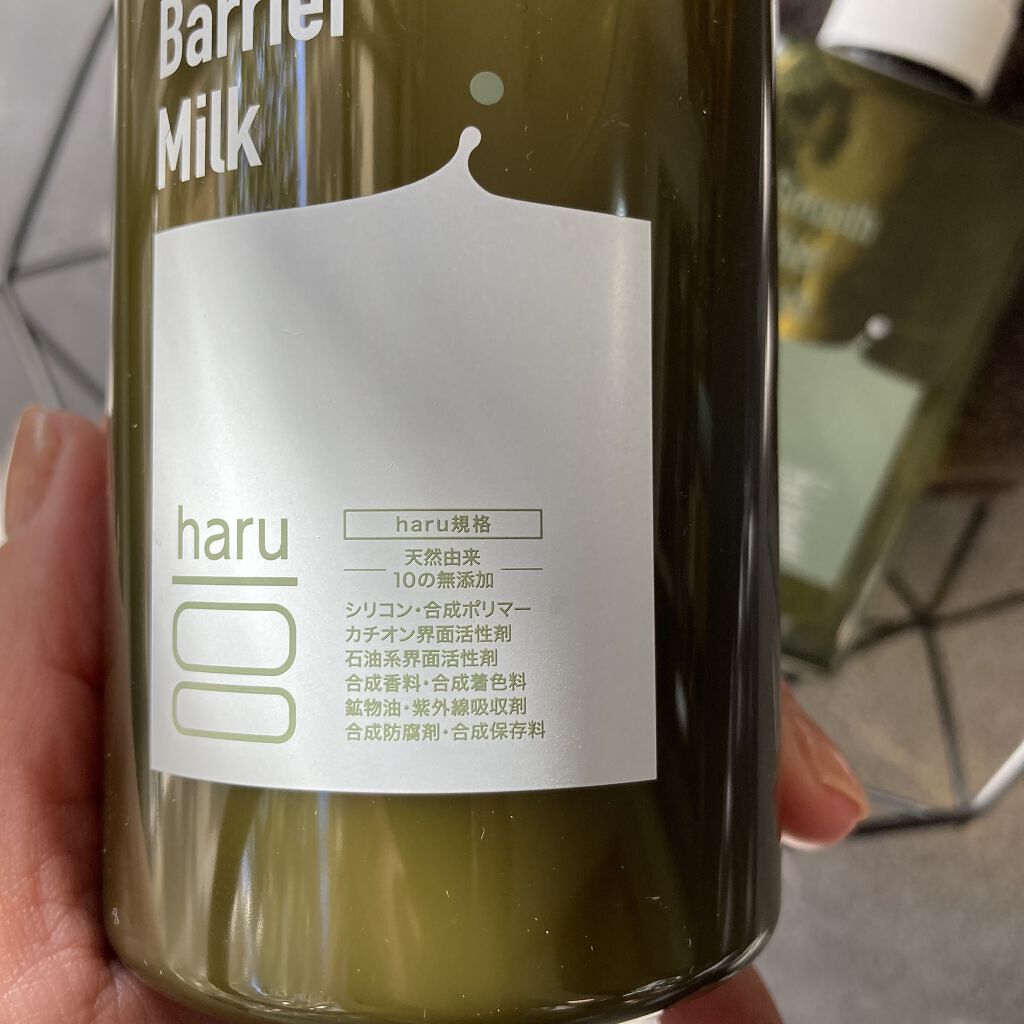 Barrier
Milk
haru
haru規格
天然由来
10の無添加
シリコン・合成ポリマー
カチオン界面活性剤
石油系界面活性剤
合成香料・合成着色料
鉱物油・紫外線吸収剤
合成防腐剤・合成保存料